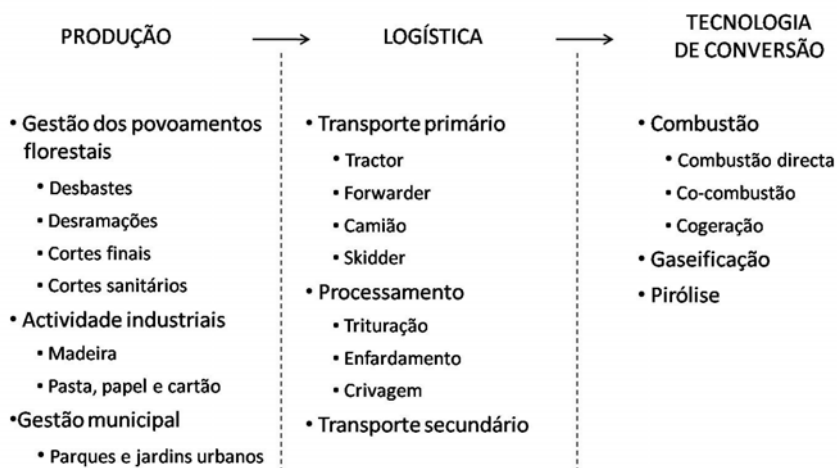 PRODUÇÃO
LOGÍSTICA
TECNOLOGIA
DE CONVERSÃO
• Gestão dos povoamentos
florestais
• Desbastes
• Desramações
• Cortes finais
• Cortes sanitários
• Actividade industriais
• Madeira
• Pasta, papel e cartão
•Gestão municipal
• Parques e jardins urbanos
• Transporte primário
• Tractor
• Forwarder
• Camião
• Skidder
• Processamento
• Trituração
• Enfardamento
• Crivagem
• Transporte secundário
• Combustão
• Combustão directa
• Co-combustão
• Cogeração
• Gaseificação
• Pirólise